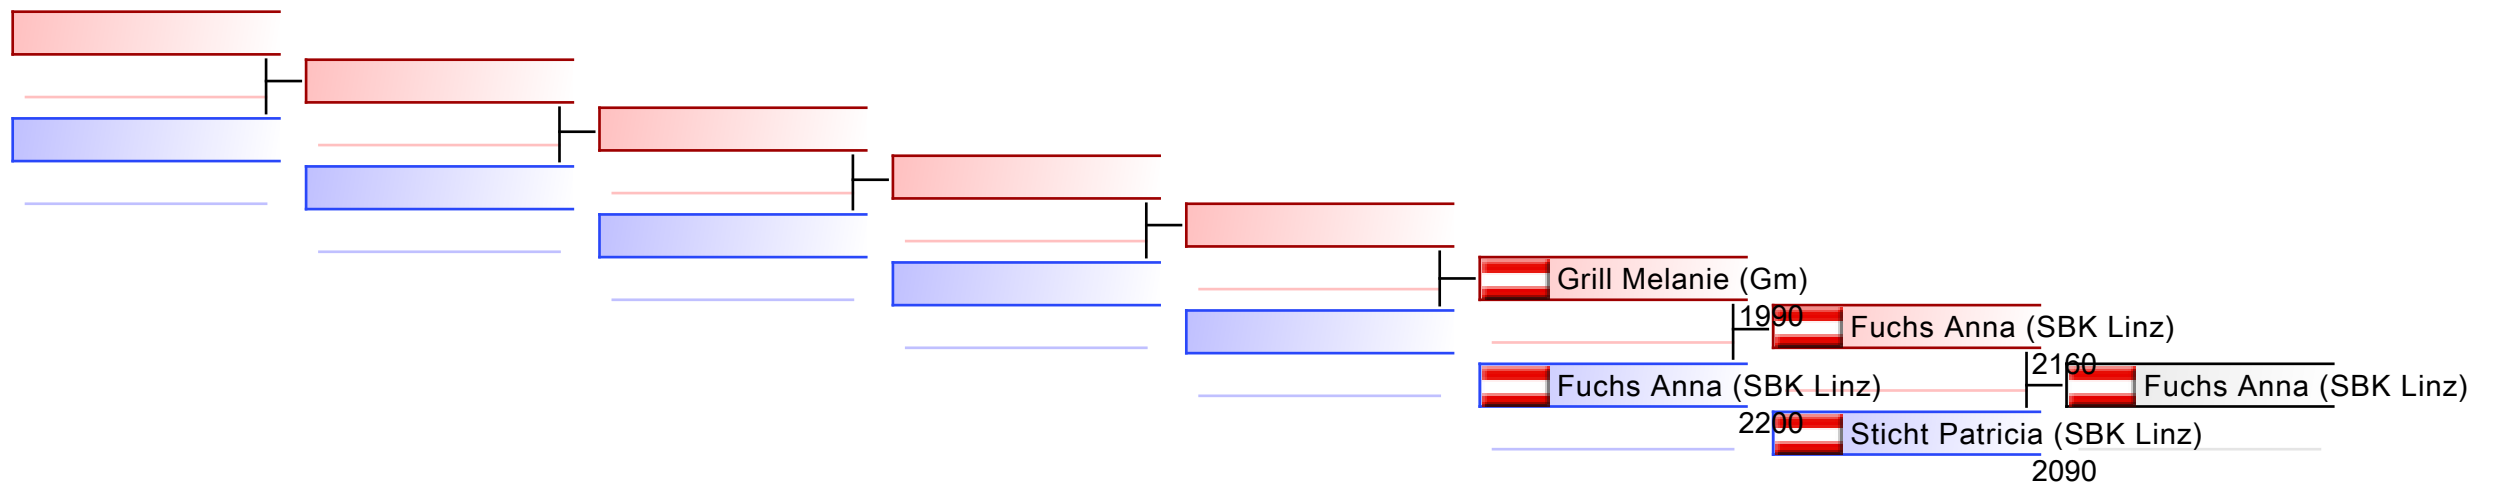 Grill Melanie (Gm)
1990
Fuchs Anna (SBK Linz)
2200
Fuchs Anna (SBK Linz)
2160
Sticht Patricia (SBK Linz)
2090
Fuchs Anna (SBK Linz)